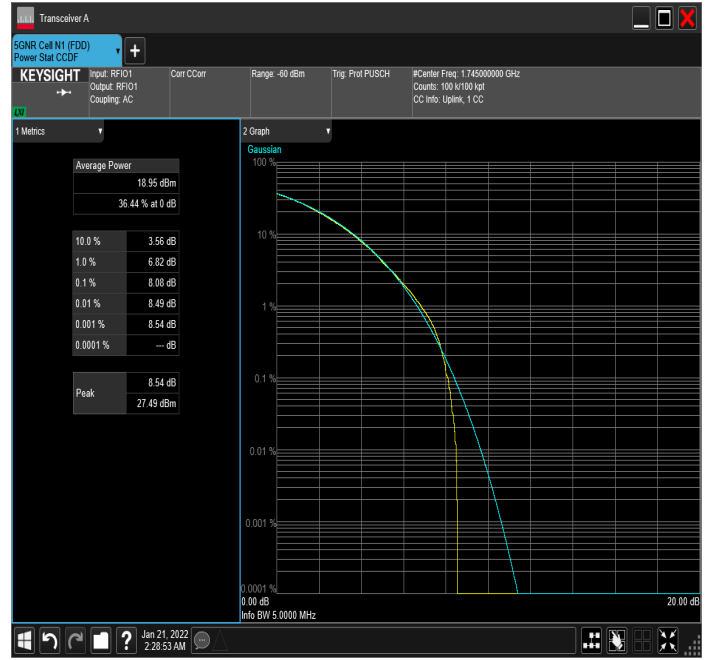 Transceiver A
5GNR Cell N1 (FDD)
Power Stat CCDF
KEYSIGHT
Input: RFIO1
Output: RFIO1
Coupling: AC
Corr CCorr
Range: -60 dBm
Trig: Prot PUSCH
#Center Freq: 1.745000000 GHz
Counts: 100 k/100 kpt
CC Info: Uplink, 1 CC
1 Metrics
Average Power
18.95 dBm
36.44 % at 0 dB
10.0 % 3.56 dB
1.0 % 6.82 dB
0.1 % 8.08 dB
0.01 % 8.49 dB
0.001 % 8.54 dB
0.0001 % --- dB
Peak
8.54 dB
27.49 dBm
2 Graph
Gaussian
100 %
10 %
1 %
0.1 %
0.01 %
0.001 %
0.0001 %
0.00 dB
20.00 dB
Info BW 5.0000 MHz
?
Jan 21, 2022
2:28:53 AM